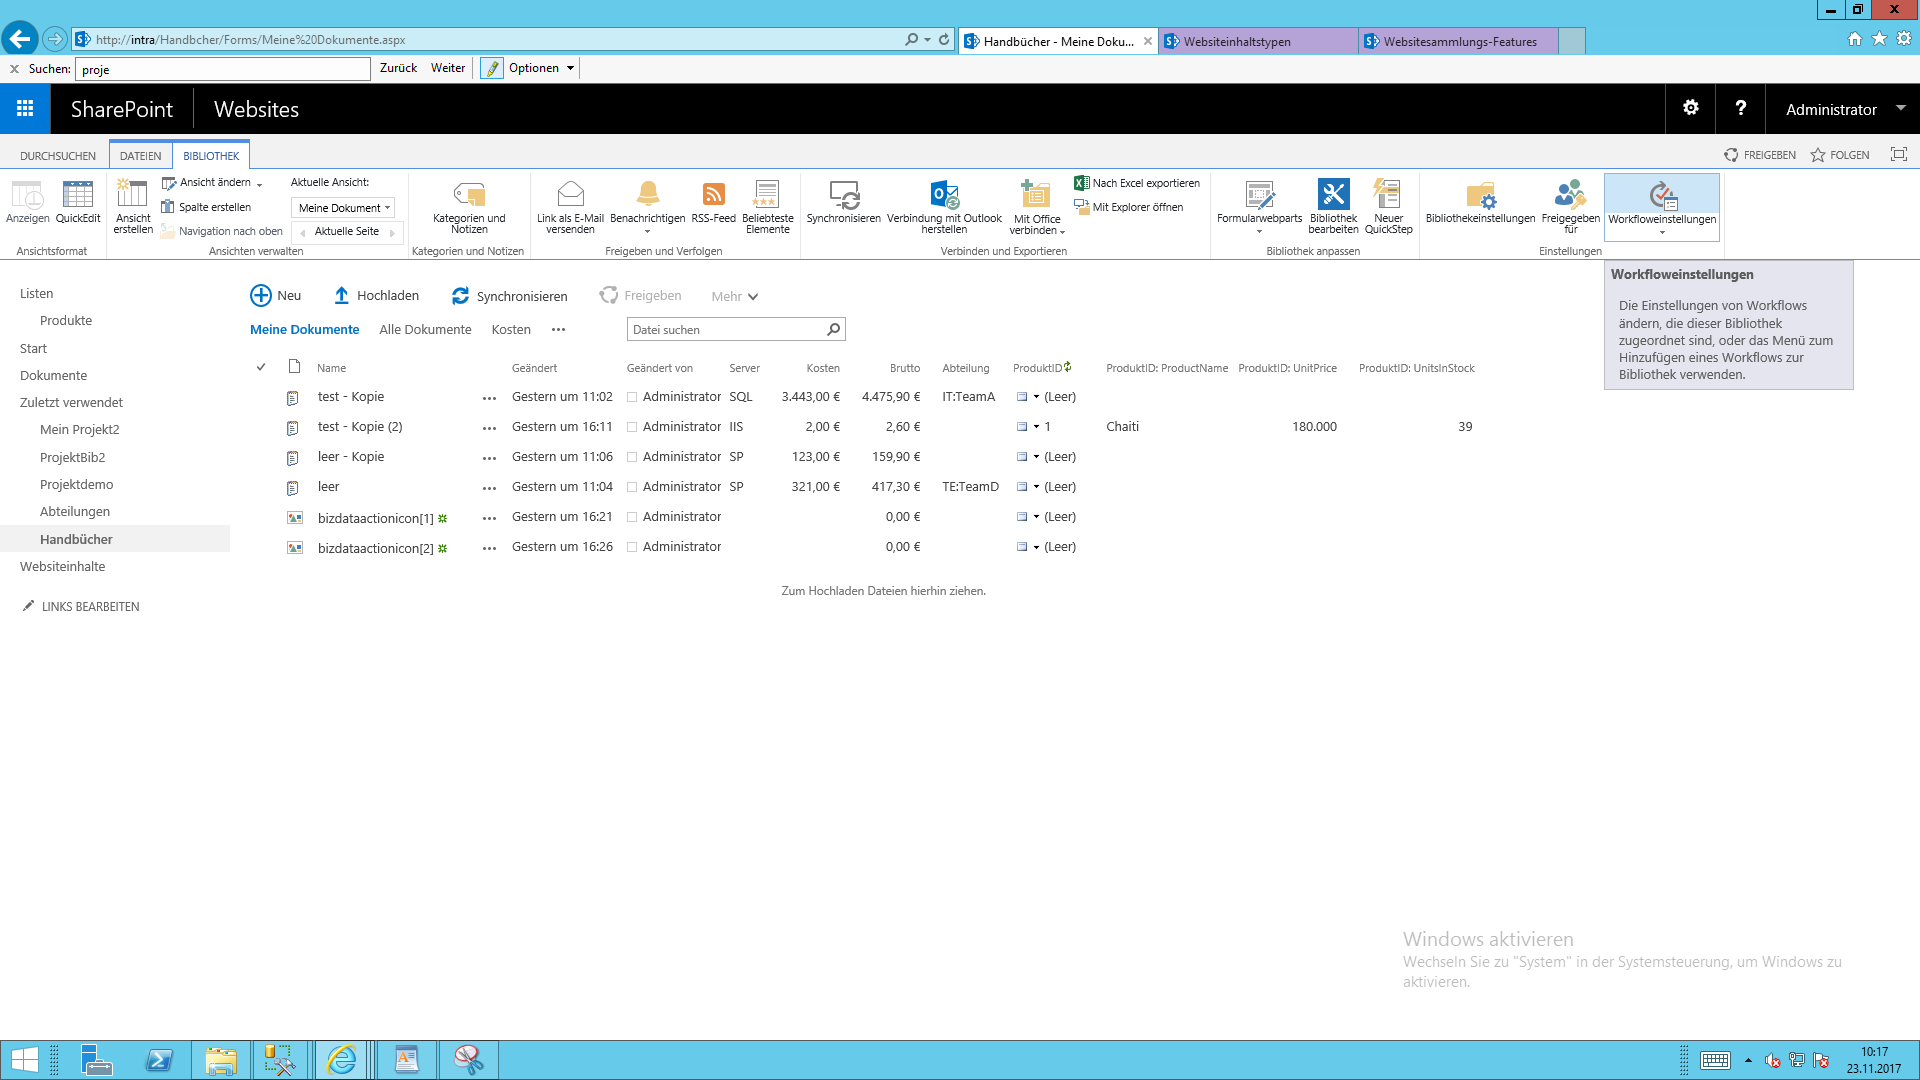 http://intra/Handbcher/Forms/Meine%20Dokumente.aspx
Handbücher - Meine Doku...
Websiteinhaltstypen
Websitesammlungs-Features
Suchen: proje Zurück Weiter Optionen
SharePoint Websites ? Administrator
DURCHSUCHEN DATEIEN BIBLIOTHEK FREIGEBEN FOLGEN
Anzeigen
QuickEdit
Ansichtsformat
Ansicht
erstellen
Ansicht ändern
Spalte erstellen
Navigation nach oben
Aktuelle Ansicht:
Meine Dokument
Aktuelle Seite
Ansichten verwalten
Kategorien und
Notizen
Kategorien und Notizen
Link als E-Mail
versenden
Benachrichtigen
RSS-Feed
Beliebteste
Elemente
Freigeben und Verfolgen
Synchronisieren
Verbindung mit Outlook
herstellen
Mit Office
verbinden
Nach Excel exportieren
Mit Explorer öffnen
Verbinden und Exportieren
Formularwebparts
Bibliothek
bearbeiten
Neuer
QuickStep
Bibliothek anpassen
Bibliothekeinstellungen
Freigegeben
für
Workfloweinstellungen
Einstellungen
Workfloweinstellungen
Die Einstellungen von Workflows
ändern, die dieser Bibliothek
zugeordnet sind, oder das Menü zum
Hinzufügen eines Workflows zur
Bibliothek verwenden.
Listen
Produkte
Start
Dokumente
Zuletzt verwendet
Mein Projekt2
ProjektBib2
Projektdemo
Abteilungen
Handbücher
Websiteinhalte
LINKS BEARBEITEN
Neu Hochladen Synchronisieren Freigeben Mehr
Meine Dokumente Alle Dokumente Kosten ••• Datei suchen
Name Geändert Geändert von Server Kosten Brutto Abteilung ProduktID ProduktID: ProductName ProduktID: UnitPrice ProduktID: UnitsInStock
test - Kopie ••• Gestern um 11:02 Administrator SQL 3.443,00 € 4.475,90 € IT:TeamA (Leer)
test - Kopie (2) ••• Gestern um 16:11 Administrator IIS 2,00 € 2,60 € 1 Chaiti 180.000 39
leer - Kopie ••• Gestern um 11:06 Administrator SP 123,00 € 159,90 € (Leer)
leer ••• Gestern um 11:04 Administrator SP 321,00 € 417,30 € TE:TeamD (Leer)
bizdataactionicon[1] ••• Gestern um 16:21 Administrator 0,00 € (Leer)
bizdataactionicon[2] ••• Gestern um 16:26 Administrator 0,00 € (Leer)
Zum Hochladen Dateien hierhin ziehen.
Windows aktivieren
Wechseln Sie zu "System" in der Systemsteuerung, um Windows zu
aktivieren.
10:17
23.11.2017